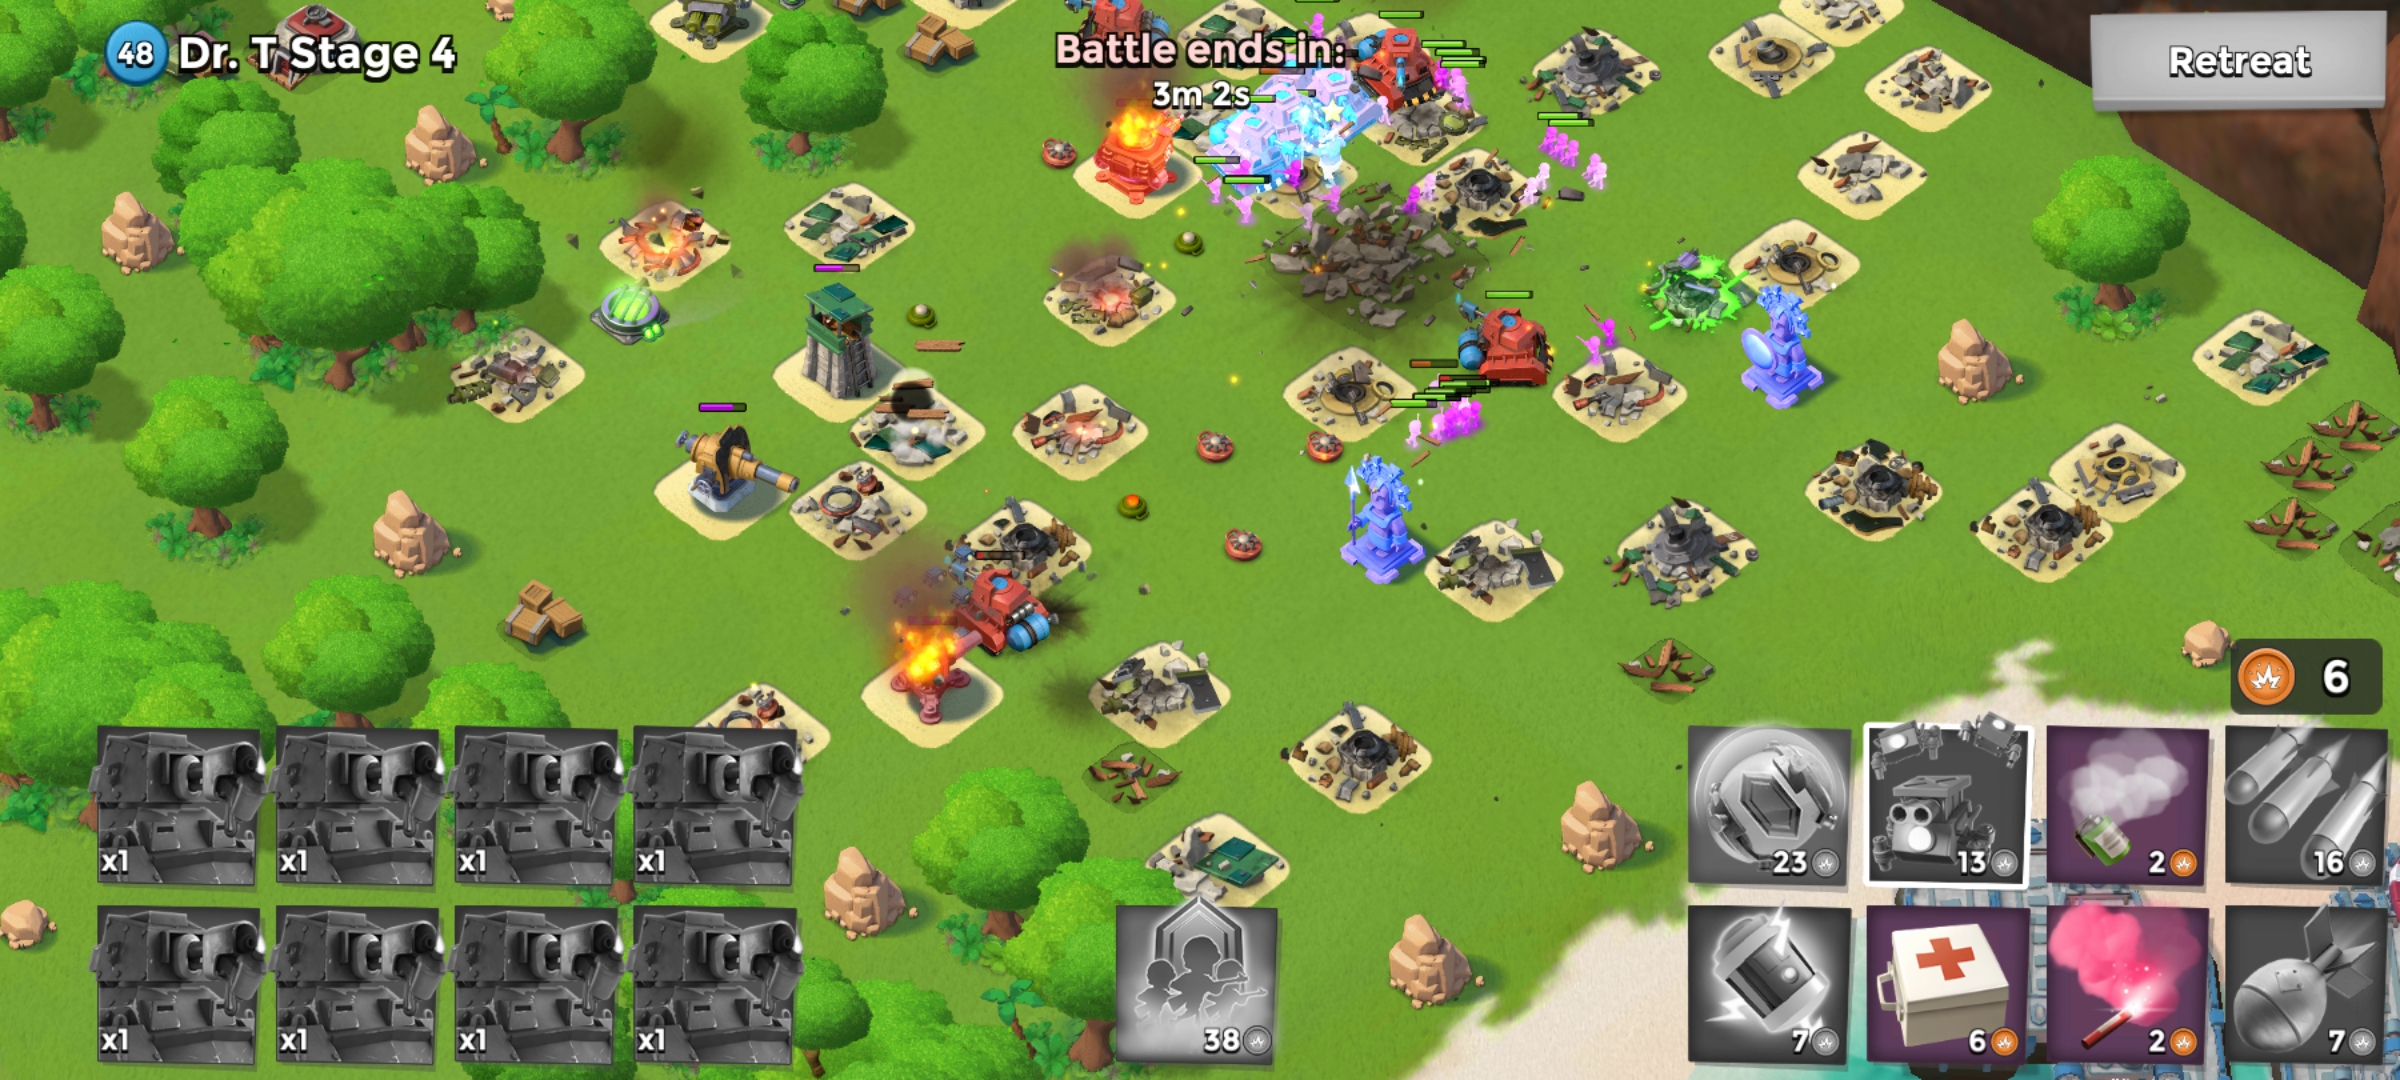 48 Dr. T Stage 4
Battle ends in:
3m 2s
Retreat
6
x1 x1 x1 x1
23 13 2 16
x1 x1 x1 x1
38
7 6 2 7